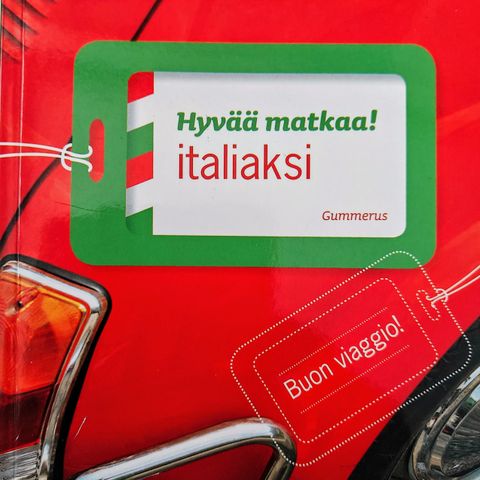 Hyvää matkaa!
italiaksi
Gummerus
Buon viaggio!